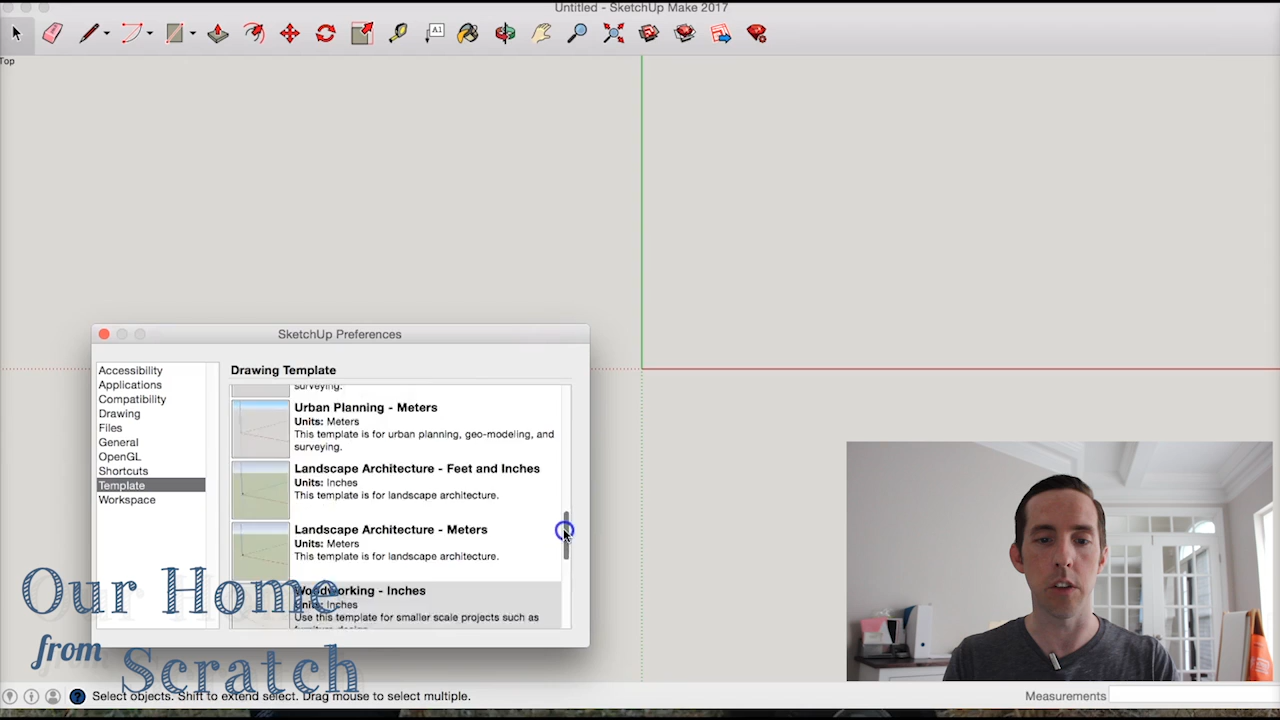 Untitled - SketchUp Make 2017
A1
Top
SketchUp Preferences
Accessibility
Applications
Compatibility
Drawing
Files
General
OpenGL
Shortcuts
Template
Workspace
Drawing Template
surveying.
Urban Planning - Meters
Units: Meters
This template is for urban planning, geo-modeling, and
surveying.
Landscape Architecture - Feet and Inches
Units: Inches
This template is for landscape architecture.
Landscape Architecture - Meters
Units: Meters
This template is for landscape architecture.
Woodworking - Inches
Units: Inches
Use this template for smaller scale projects such as
furniture design.
Our Home
from
Scratch
Select objects. Shift to extend select. Drag mouse to select multiple.
Measurements